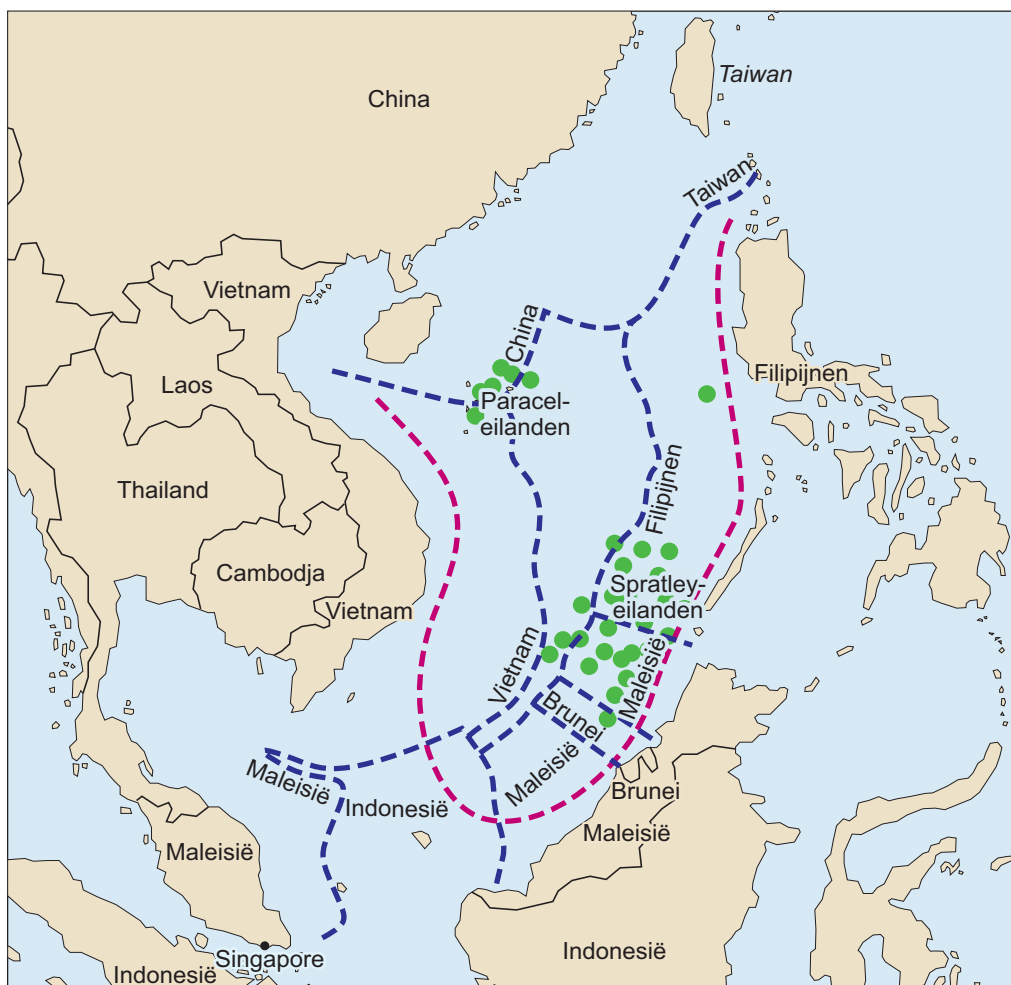 Taiwan
China
Taiwan
Vietnam
China
Laos
Filipijnen
Paracel-
eilanden
Thailand
Filipijnen
Cambodja
Spratley-
eilanden
Vietnam
Vietnam
Maleisië
Brunei
Maleisië
Maleisië
Indonesië
Brunei
Maleisië
Maleisië
Singapore
Indonesië
Indonesië